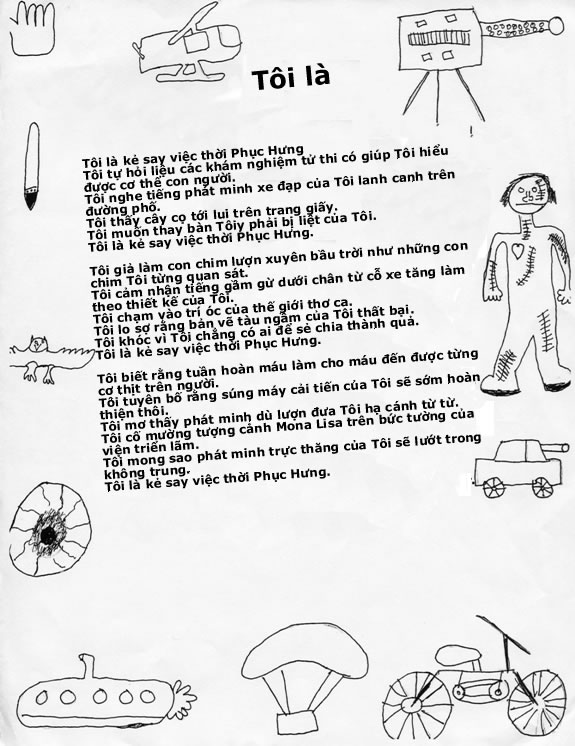 Tôi là
Tôi là kẻ say việc thời Phục Hưng
Tôi tự hỏi liệu các khám nghiệm tử thi có giúp Tôi hiểu
được cơ thể con người.
Tôi nghe tiếng phát minh xe đạp của Tôi lanh canh trên
đường phố.
Tôi thấy cây cọ tới lui trên trang giấy.
Tôi muốn thay bàn Tôiy phải bị liệt của Tôi.
Tôi là kẻ say việc thời Phục Hưng.
Tôi giả làm con chim lượn xuyên bầu trời như những con
chim Tôi từng quan sát.
Tôi cảm nhận tiếng gầm gừ dưới chân từ cỗ xe tăng làm
theo thiết kế của Tôi.
Tôi chạm vào trí óc của thế giới thơ ca.
Tôi lo sợ rằng bản vẽ tàu ngầm của Tôi thất bại.
Tôi khóc vì Tôi chẳng có ai để sẻ chia thành quả.
Tôi là kẻ say việc thời Phục Hưng.
Tôi biết rằng tuần hoàn máu làm cho máu đến được từng
cơ thịt trên người.
Tôi tuyên bố rằng súng máy cải tiến của Tôi sẽ sớm hoàn
thiện thôi.
Tôi mơ thấy phát minh dù lượn đưa Tôi hạ cánh từ từ.
Tôi cố mường tượng cảnh Mona Lisa trên bức tường của
viện triển lãm.
Tôi mong sao phát minh trực thăng của Tôi sẽ lướt trong
không trung.
Tôi là kẻ say việc thời Phục Hưng.